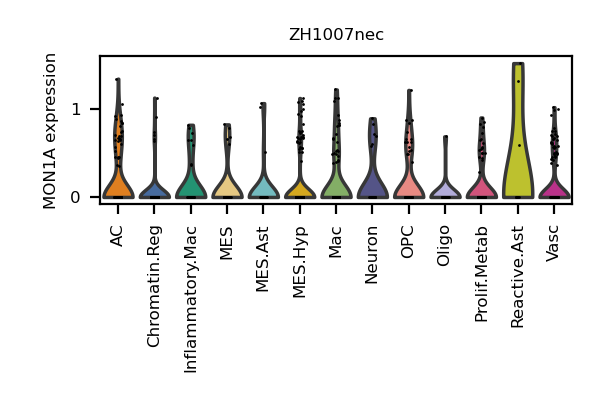 ZH1007nec
MON1A expression
1
0
AC
Chromatin.Reg
Inflammatory.Mac
MES
MES.Ast
MES.Hyp
Mac
Neuron
OPC
Oligo
Prolif.Metab
Reactive.Ast
Vasc